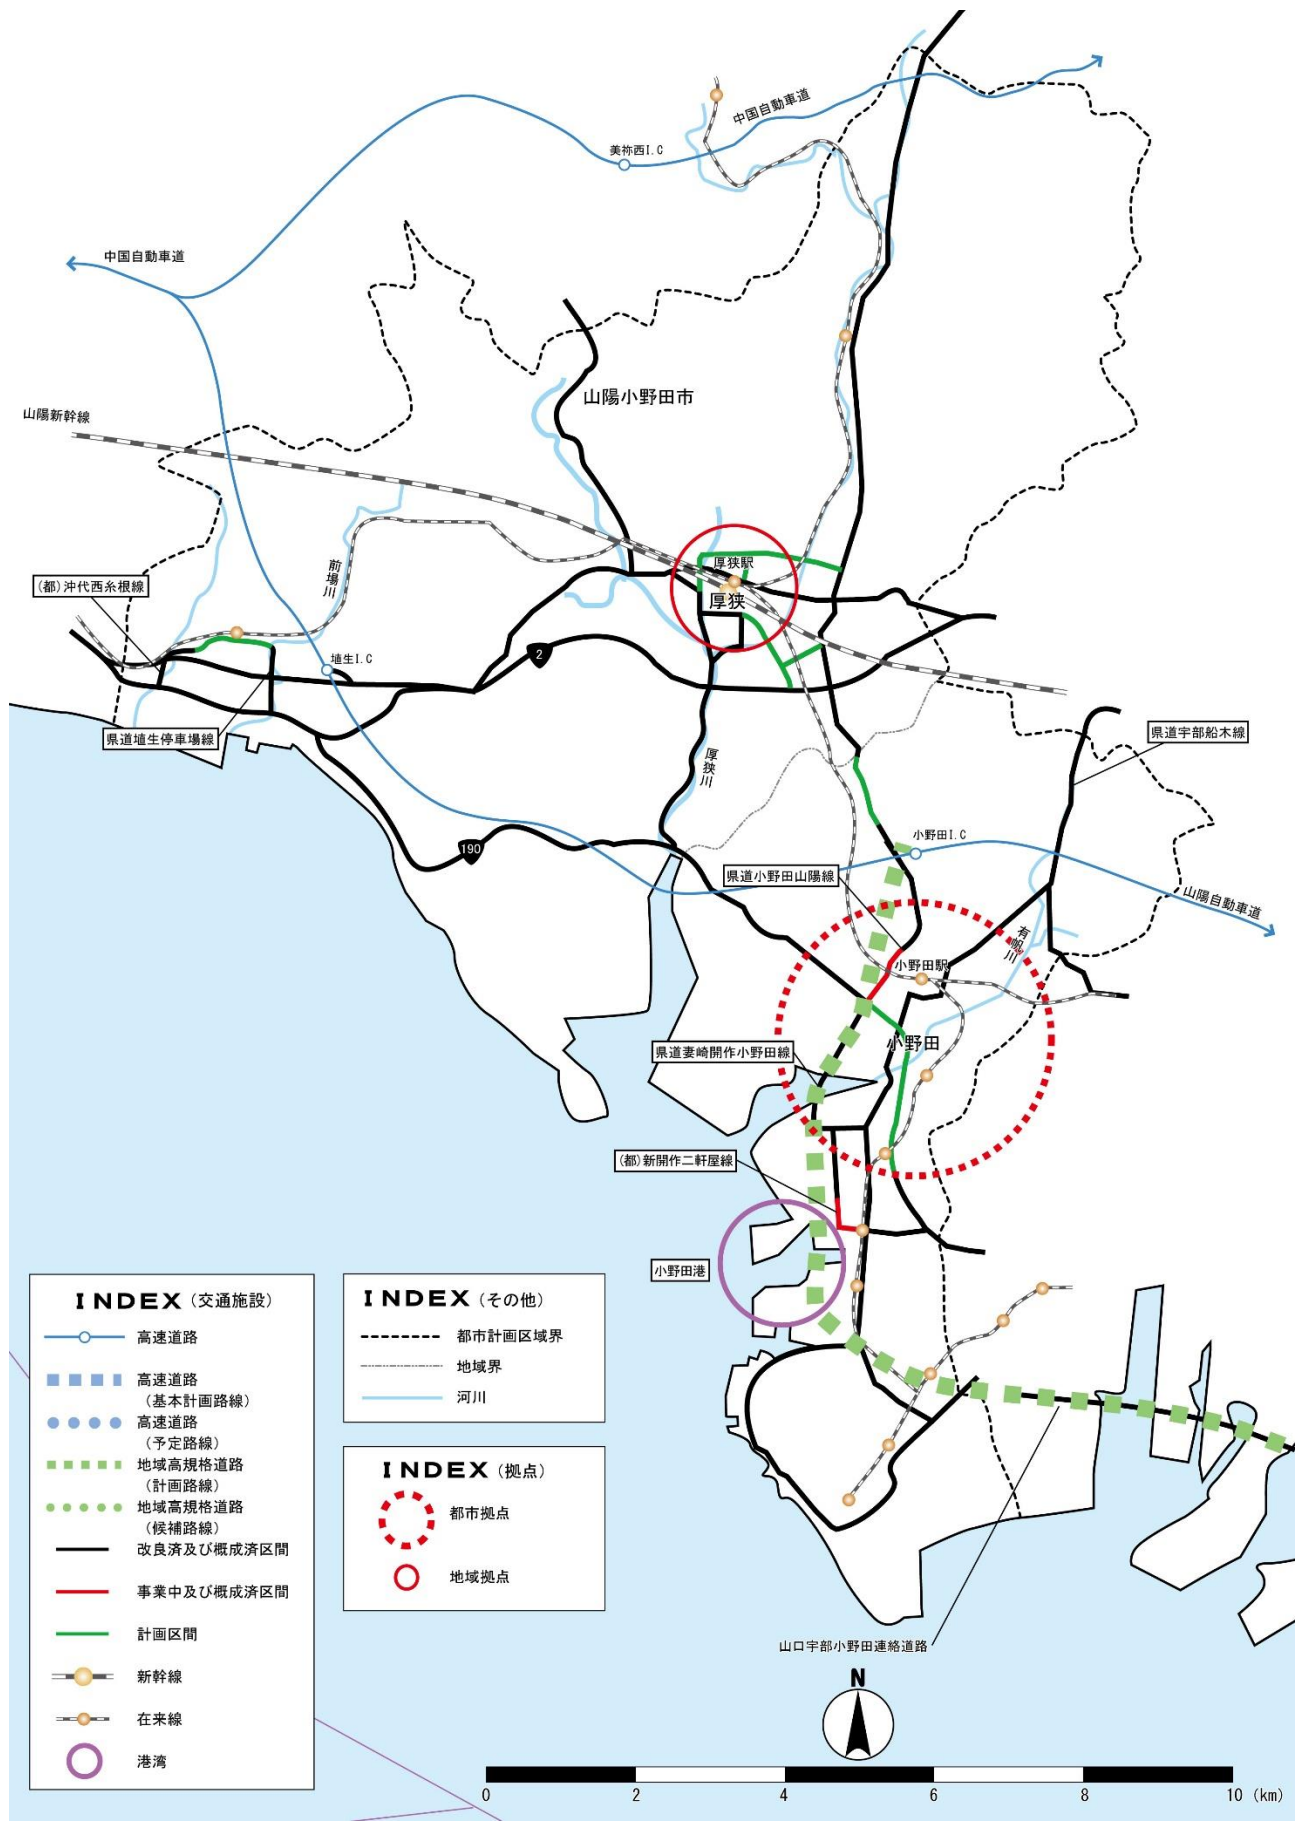 中国自動車道
美祢西I.C
中国自動車道
山陽小野田市
山陽新幹線
厚狭駅
厚狭
前場川
(都)沖代西糸根線
埴生I.C
2
県道埴生停車場線
県道宇部船木線
厚狭川
190
小野田I.C
県道小野田山陽線
山陽自動車道
有帆川
小野田駅
小野田
県道妻崎開作小野田線
(都)新開作二軒屋線
小野田港
INDEX(交通施設)
高速道路
高速道路
(基本計画路線)
高速道路
(予定路線)
地域高規格道路
(計画路線)
地域高規格道路
(候補路線)
改良済及び概成済区間
事業中及び概成済区間
計画区間
新幹線
在来線
港湾
INDEX(その他)
都市計画区域界
地域界
河川
INDEX(拠点)
都市拠点
地域拠点
山口宇部小野田連絡道路
N
0 2 4 6 8 10 (km)